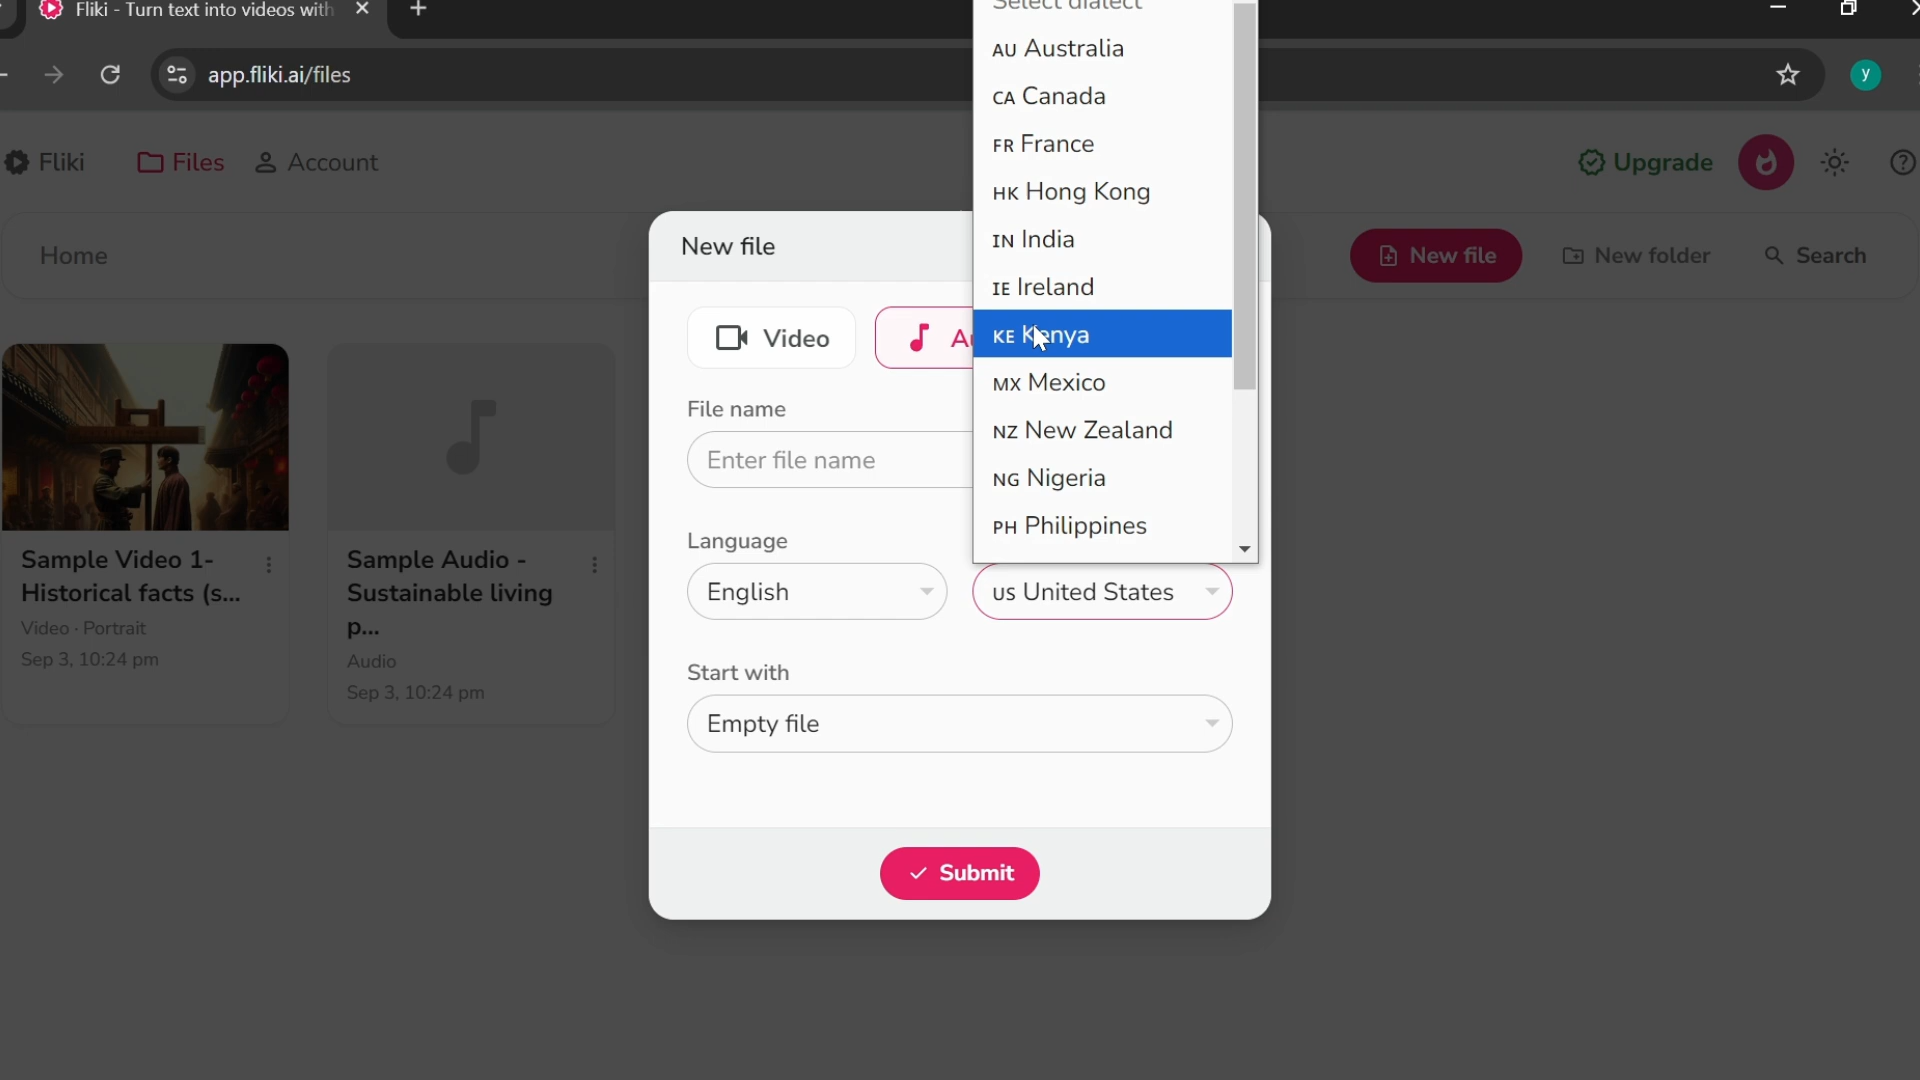 Fliki - Turn text into videos with
app.fliki.ai/files
y
Fliki
Files
Account
Upgrade
Home
New file
New folder
Search
Sample Video 1-
Historical facts (s...
Video · Portrait
Sep 3, 10:24 pm
Sample Audio -
Sustainable living
p...
Audio
Sep 3, 10:24 pm
New file
Video
Au
File name
Enter file name
Language
English
Select dialect
AU Australia
CA Canada
FR France
HK Hong Kong
IN India
IE Ireland
KE Kenya
MX Mexico
NZ New Zealand
NG Nigeria
PH Philippines
US United States
Start with
Empty file
Submit